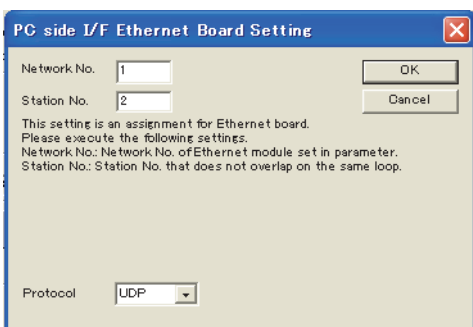 PC side I/F Ethernet Board Setting
Network No. 1
OK
Station No. 2
Cancel
This setting is an assignment for Ethernet board.
Please execute the following settings.
Network No.: Network No. of Ethernet module set in parameter.
Station No.: Station No. that does not overlap on the same loop.
Protocol UDP